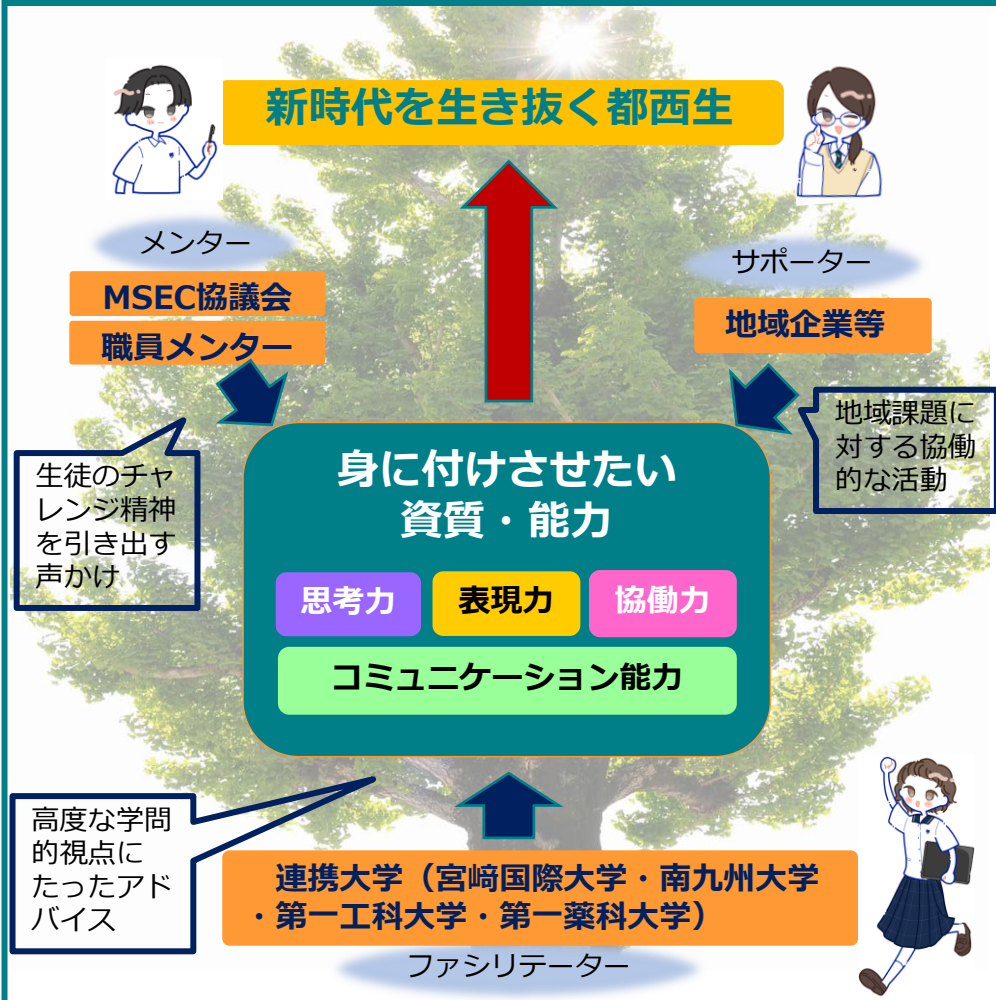 新時代を生き抜く都西生
メンター
MSEC協議会
職員メンター
サポーター
地域企業等
生徒のチャ
レンジ精神
を引き出す
声かけ
地域課題に
対する協働
的な活動
身に付けさせたい
資質・能力
思考力
表現力
協働力
コミュニケーション能力
高度な学問
的視点に
たったアド
バイス
連携大学（宮﨑国際大学・南九州大学
・第一工科大学・第一薬科大学）
ファシリテーター